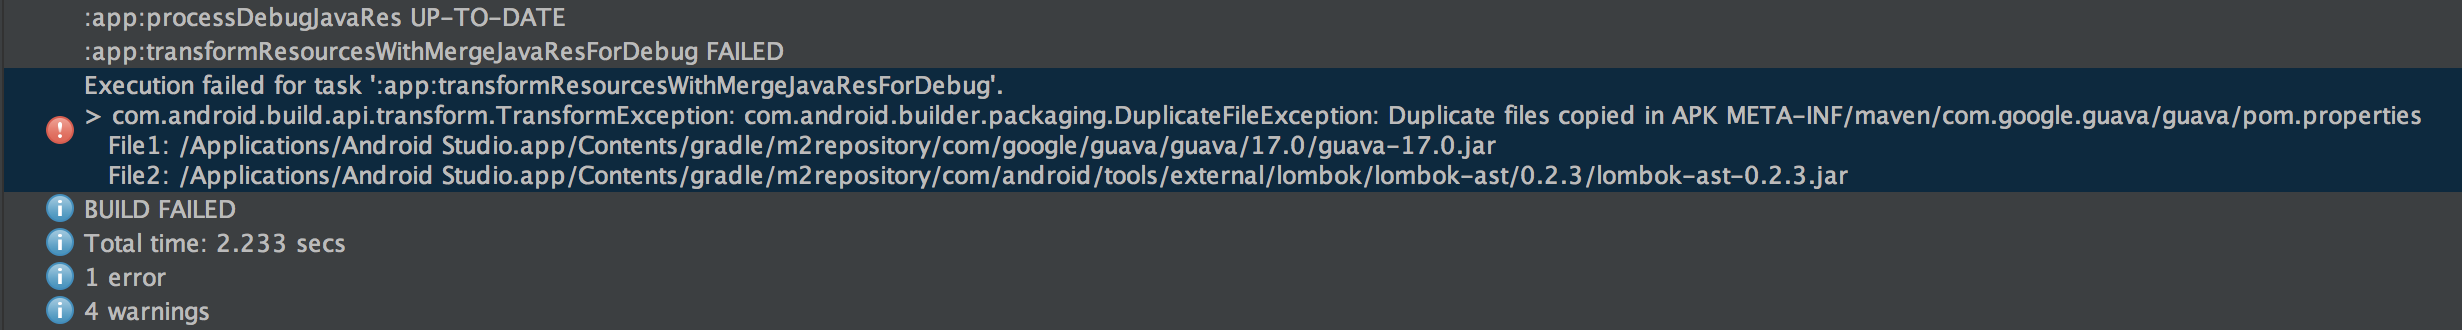 :app:processDebugJavaRes UP-TO-DATE
:app:transformResourcesWithMergeJavaResForDebug FAILED
Execution failed for task ':app:transformResourcesWithMergeJavaResForDebug'.
> com.android.build.api.transform.TransformException: com.android.builder.packaging.DuplicateFileException: Duplicate files copied in APK META-INF/maven/com.google.guava/guava/pom.properties
File1: /Applications/Android Studio.app/Contents/gradle/m2repository/com/google/guava/guava/17.0/guava-17.0.jar
File2: /Applications/Android Studio.app/Contents/gradle/m2repository/com/android/tools/external/lombok/lombok-ast/0.2.3/lombok-ast-0.2.3.jar
BUILD FAILED
Total time: 2.233 secs
1 error
4 warnings